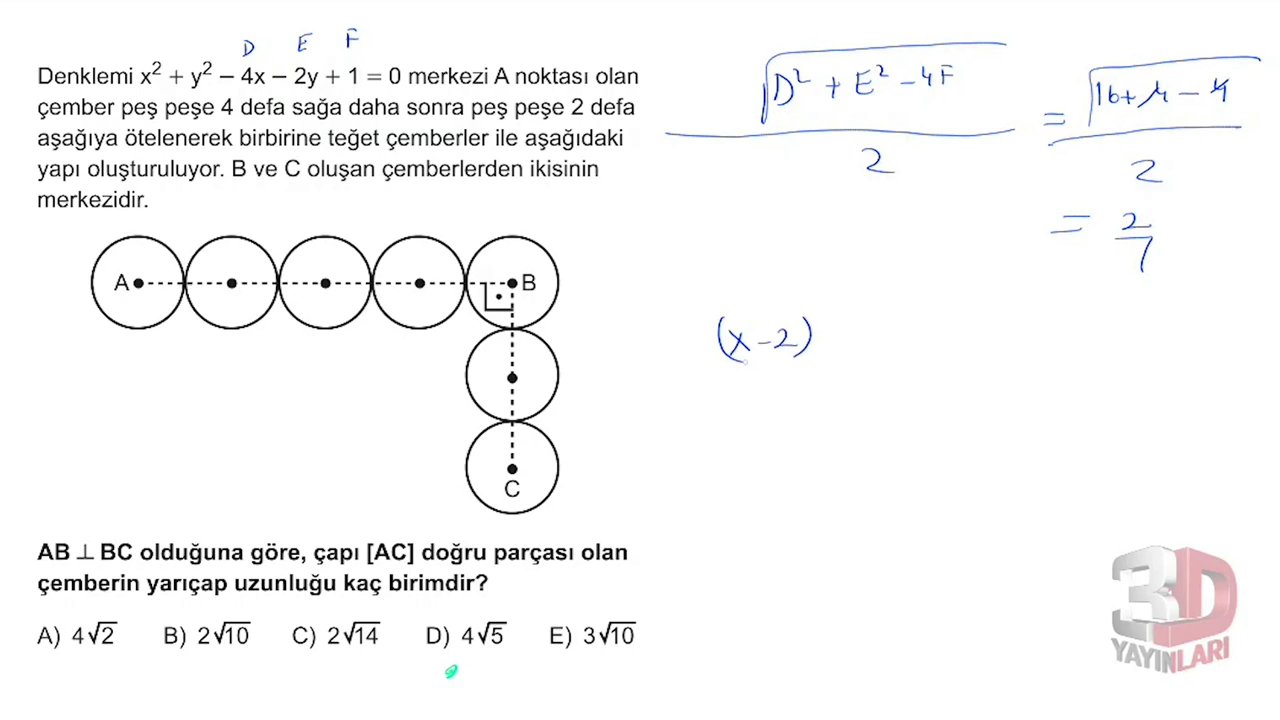 D E F
Denklemi x² + y² – 4x – 2y + 1 = 0 merkezi A noktası olan
çember peş peşe 4 defa sağa daha sonra peş peşe 2 defa
aşağıya ötelenerek birbirine teğet çemberler ile aşağıdaki
yapı oluşturuluyor. B ve C oluşan çemberlerden ikisinin
merkezidir.
A
B
C
AB ⊥ BC olduğuna göre, çapı [AC] doğru parçası olan
çemberin yarıçap uzunluğu kaç birimdir?
A) 4√2 B) 2√10 C) 2√14 D) 4√5 E) 3√10
√D² + E² – 4F
2
= √16 + 4 – 4
2
= 2
(x – 2)
3D
YAYINLARI